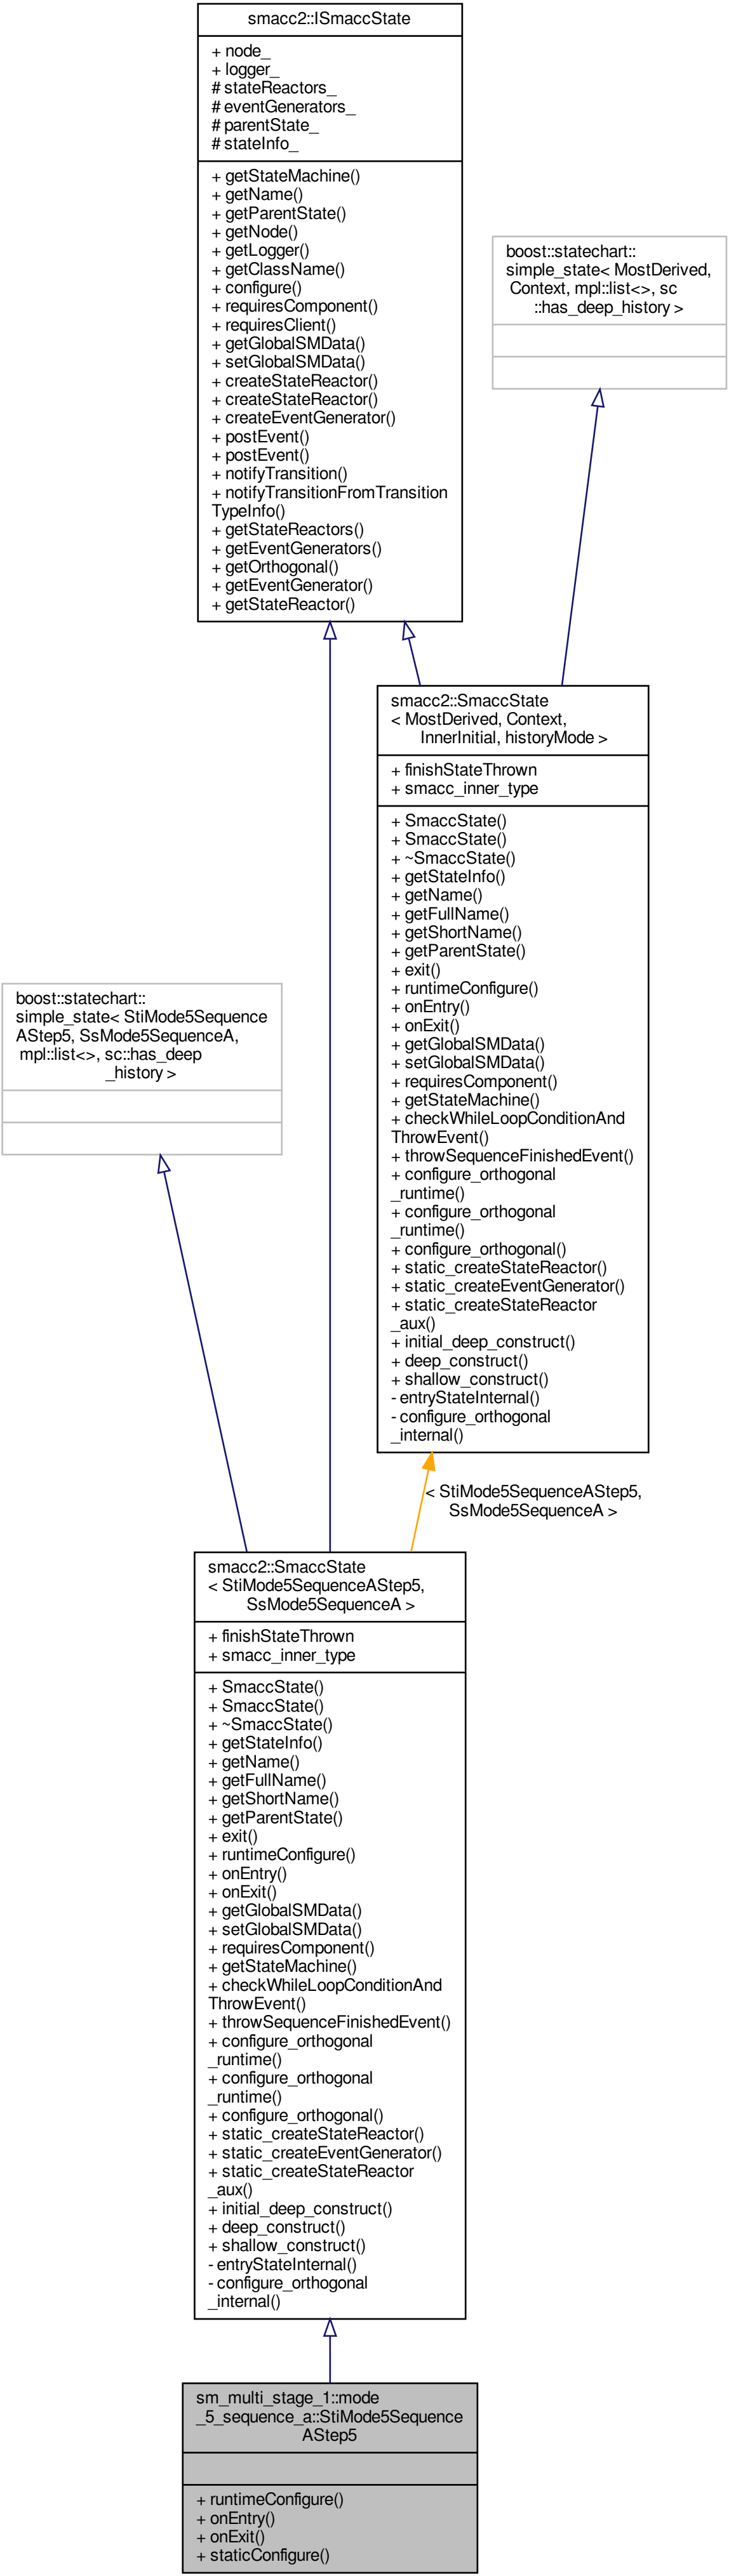 smacc2::ISmaccState
+ node_
+ logger_
# stateReactors_
# eventGenerators_
# parentState_
# stateInfo_
+ getStateMachine()
+ getName()
+ getParentState()
+ getNode()
+ getLogger()
+ getClassName()
+ configure()
+ requiresComponent()
+ requiresClient()
+ getGlobalSMData()
+ setGlobalSMData()
+ createStateReactor()
+ createStateReactor()
+ createEventGenerator()
+ postEvent()
+ postEvent()
+ notifyTransition()
+ notifyTransitionFromTransition
TypeInfo()
+ getStateReactors()
+ getEventGenerators()
+ getOrthogonal()
+ getEventGenerator()
+ getStateReactor()
boost::statechart::
simple_state< MostDerived,
Context, mpl::list<>, sc
::has_deep_history >
smacc2::SmaccState
< MostDerived, Context,
InnerInitial, historyMode >
+ finishStateThrown
+ smacc_inner_type
+ SmaccState()
+ SmaccState()
+ ~SmaccState()
+ getStateInfo()
+ getName()
+ getFullName()
+ getShortName()
+ getParentState()
+ exit()
+ runtimeConfigure()
+ onEntry()
+ onExit()
+ getGlobalSMData()
+ setGlobalSMData()
+ requiresComponent()
+ getStateMachine()
+ checkWhileLoopConditionAnd
ThrowEvent()
+ throwSequenceFinishedEvent()
+ configure_orthogonal
_runtime()
+ configure_orthogonal
_runtime()
+ configure_orthogonal()
+ static_createStateReactor()
+ static_createEventGenerator()
+ static_createStateReactor
_aux()
+ initial_deep_construct()
+ deep_construct()
+ shallow_construct()
- entryStateInternal()
- configure_orthogonal
_internal()
boost::statechart::
simple_state< StiMode5Sequence
AStep5, SsMode5SequenceA,
mpl::list<>, sc::has_deep
_history >
< StiMode5SequenceAStep5,
SsMode5SequenceA >
smacc2::SmaccState
< StiMode5SequenceAStep5,
SsMode5SequenceA >
+ finishStateThrown
+ smacc_inner_type
+ SmaccState()
+ SmaccState()
+ ~SmaccState()
+ getStateInfo()
+ getName()
+ getFullName()
+ getShortName()
+ getParentState()
+ exit()
+ runtimeConfigure()
+ onEntry()
+ onExit()
+ getGlobalSMData()
+ setGlobalSMData()
+ requiresComponent()
+ getStateMachine()
+ checkWhileLoopConditionAnd
ThrowEvent()
+ throwSequenceFinishedEvent()
+ configure_orthogonal
_runtime()
+ configure_orthogonal
_runtime()
+ configure_orthogonal()
+ static_createStateReactor()
+ static_createEventGenerator()
+ static_createStateReactor
_aux()
+ initial_deep_construct()
+ deep_construct()
+ shallow_construct()
- entryStateInternal()
- configure_orthogonal
_internal()
sm_multi_stage_1::mode
_5_sequence_a::StiMode5Sequence
AStep5
+ runtimeConfigure()
+ onEntry()
+ onExit()
+ staticConfigure()